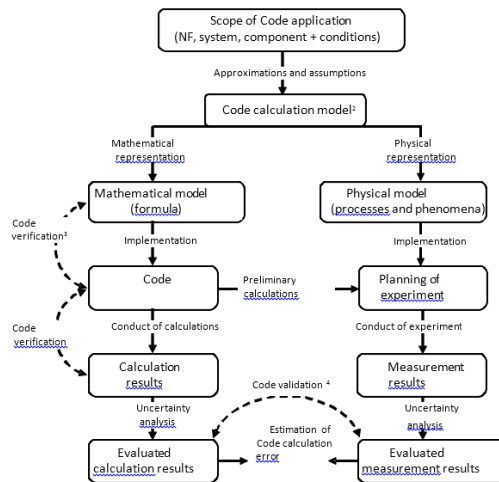 Scope of Code application
(NF, system, component + conditions)
Approximations and assumptions
Code calculation model²
Mathematical
representation
Physical
representation
Mathematical model
(formula)
Physical model
(processes and phenomena)
Code
verification³
Implementation
Implementation
Code
Preliminary
calculations
Planning of
experiment
Conduct of calculations
Conduct of experiment
Code
verification
Calculation
results
Measurement
results
Code validation ⁴
Uncertainty
analysis
Uncertainty
analysis
Estimation of
Code calculation
error
Evaluated
calculation results
Evaluated
measurement results